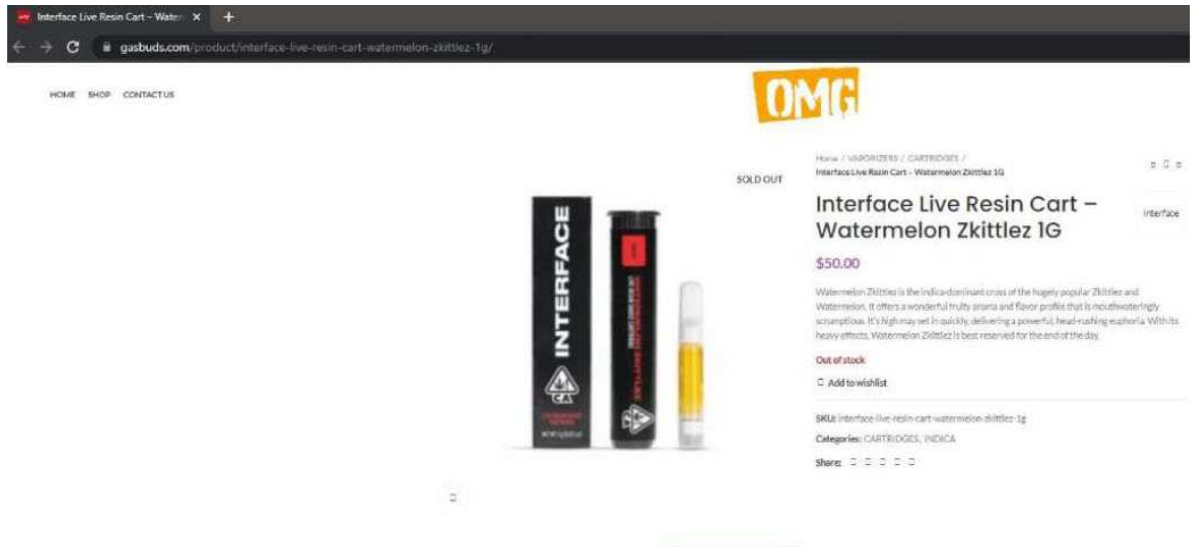 Interface Live Resin Cart – Water
gasbuds.com/product/interface-live-resin-cart-watermelon-zkittlez-1g/
HOME SHOP CONTACT US
OMG
Home / VAPORIZERS / CARTRIDGES /
Interface Live Resin Cart – Watermelon Zkittlez 1G
SOLD OUT
Interface Live Resin Cart –
Watermelon Zkittlez 1G
Interface
$50.00
Watermelon Zkittlez is the indica-dominant cross of the hugely popular Zkittlez and
Watermelon. It offers a wonderful fruity aroma and flavor profile that is mouthwateringly
scrumptious. It's high may set in quickly, delivering a powerful, head-rushing euphoria. With its
heavy effects, Watermelon Zkittlez is best reserved for the end of the day.
Out of stock
Add to wishlist
SKU: interface-live-resin-cart-watermelon-zkittlez-1g
Categories: CARTRIDGES, INDICA
Share:
INTERFACE
CA